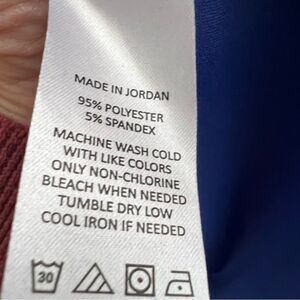 MADE IN JORDAN
95% POLYESTER
5% SPANDEX
MACHINE WASH COLD
WITH LIKE COLORS
ONLY NON-CHLORINE
BLEACH WHEN NEEDED
TUMBLE DRY LOW
COOL IRON IF NEEDED
30